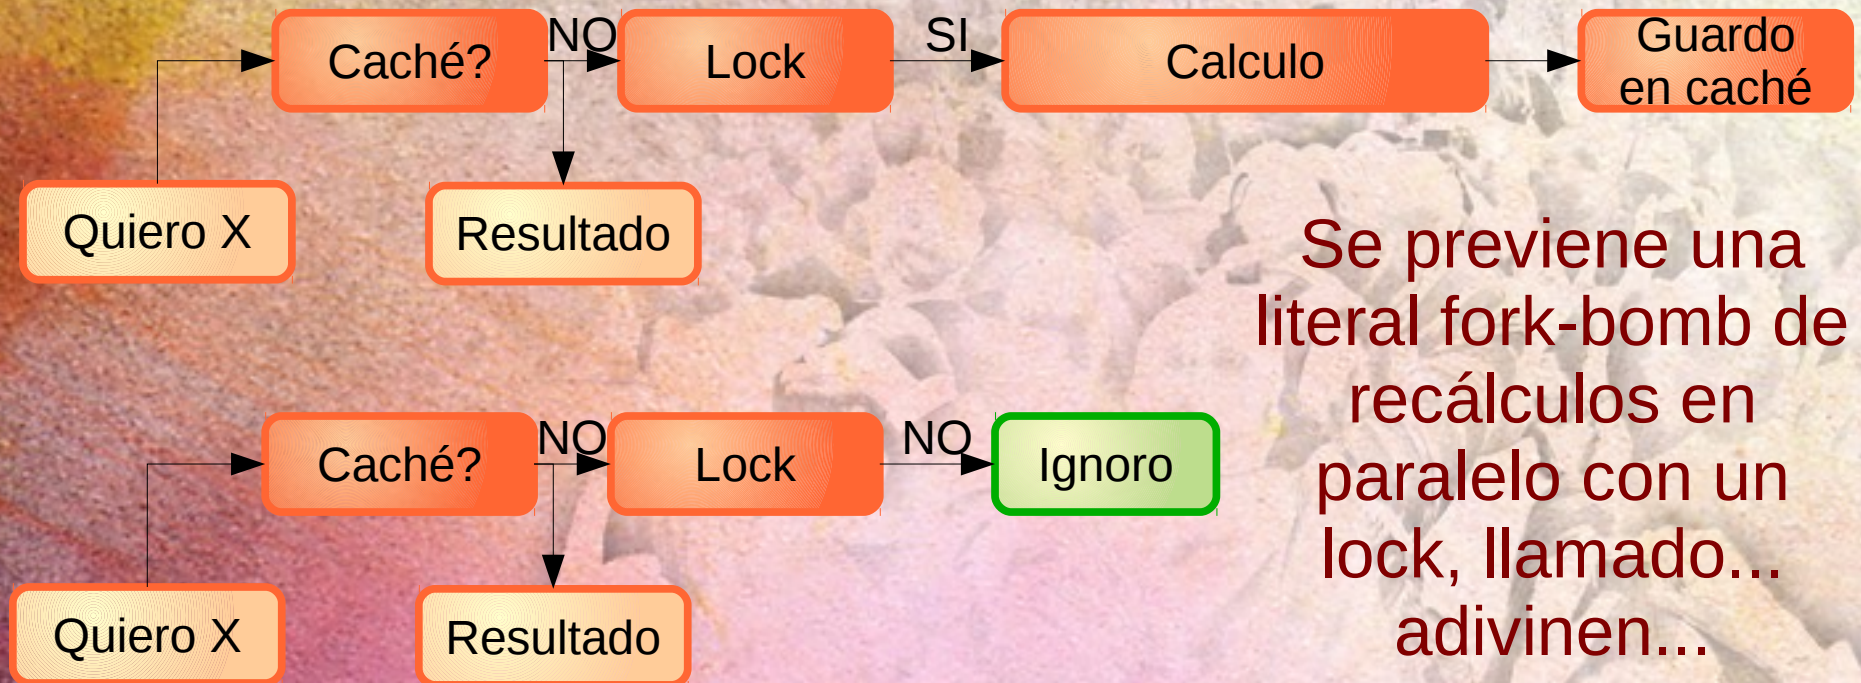 Caché?
NO
Lock
SI
Calculo
Guardo
en caché
Quiero X
Resultado
Se previene una
literal fork-bomb de
recálculos en
paralelo con un
lock, llamado...
adivinen...
Caché?
NO
Lock
NO
Ignoro
Quiero X
Resultado